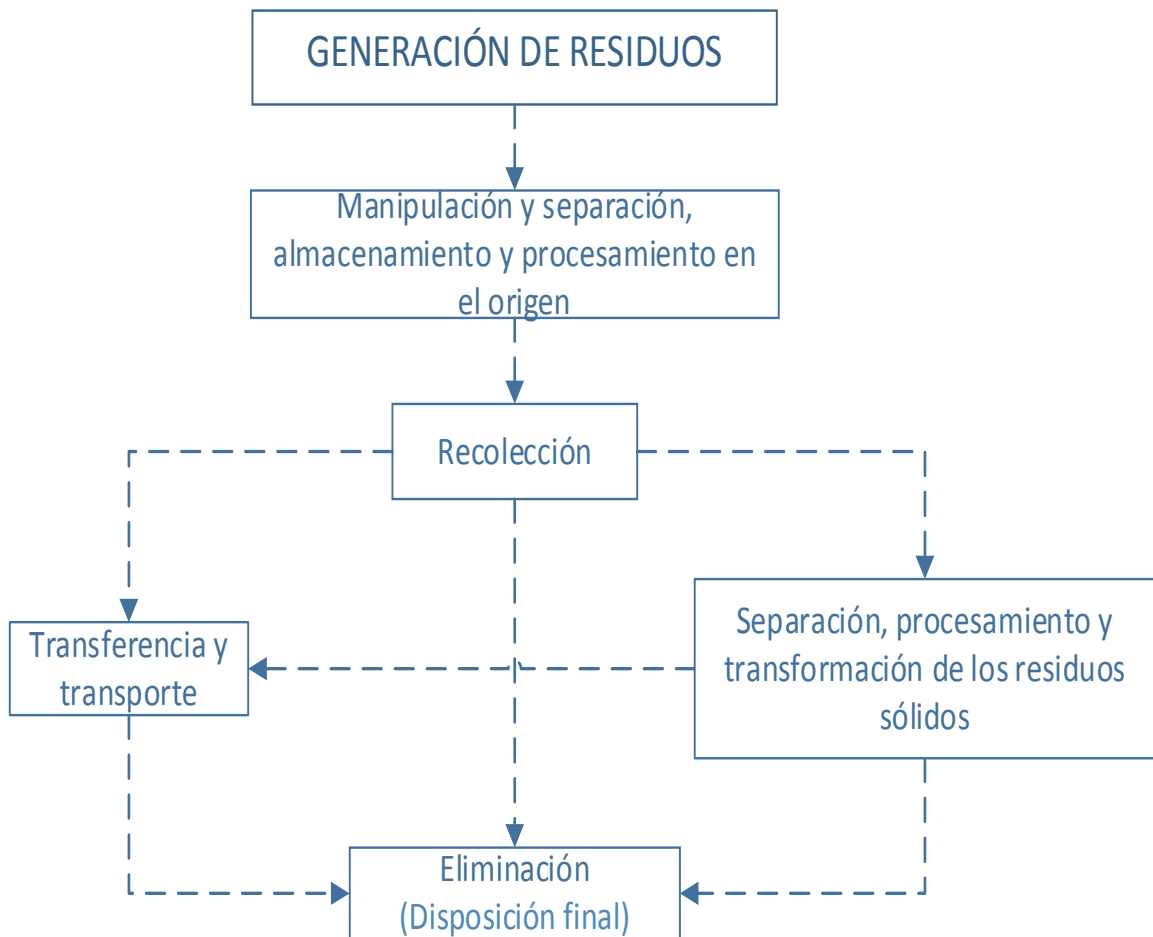 GENERACIÓN DE RESIDUOS
Manipulación y separación,
almacenamiento y procesamiento en
el origen
Recolección
Transferencia y
transporte
Separación, procesamiento y
transformación de los residuos
sólidos
Eliminación
(Disposición final)